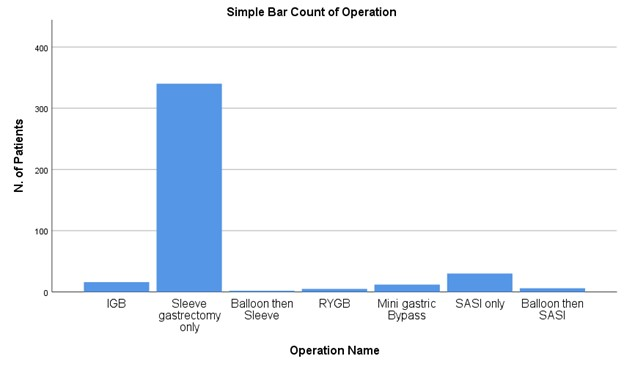 Simple Bar Count of Operation
N. of Patients
400
300
200
100
0
IGB
Sleeve
gastrectomy
only
Balloon then
Sleeve
RYGB
Mini gastric
Bypass
SASI only
Balloon then
SASI
Operation Name